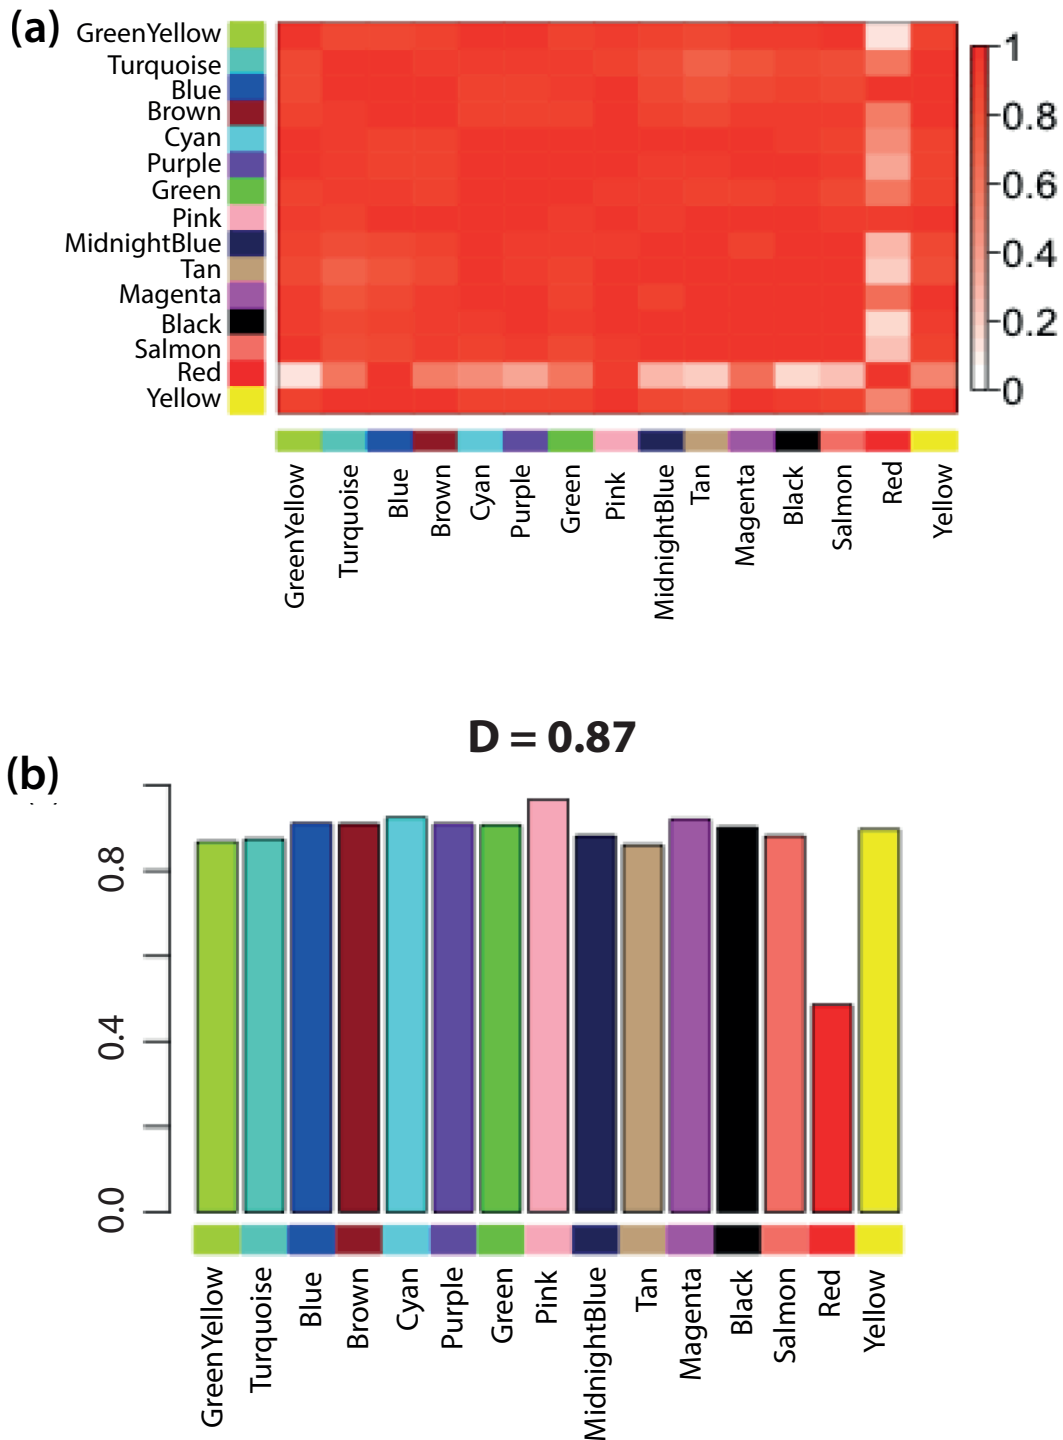 (a)
GreenYellow
Turquoise
Blue
Brown
Cyan
Purple
Green
Pink
MidnightBlue
Tan
Magenta
Black
Salmon
Red
Yellow
1
0.8
0.6
0.4
0.2
0
GreenYellow
Turquoise
Blue
Brown
Cyan
Purple
Green
Pink
MidnightBlue
Tan
Magenta
Black
Salmon
Red
Yellow
D = 0.87
(b)
0.8
0.4
0.0
GreenYellow
Turquoise
Blue
Brown
Cyan
Purple
Green
Pink
MidnightBlue
Tan
Magenta
Black
Salmon
Red
Yellow